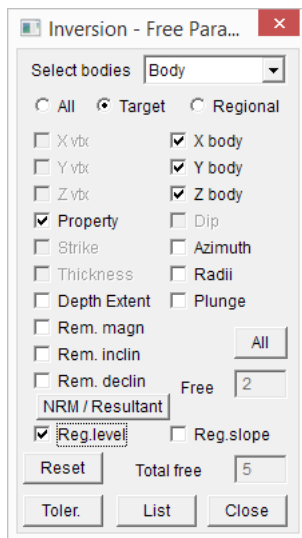 Inversion - Free Para...
Select bodies Body
All Target Regional
X vtx X body
Y vtx Y body
Z vtx Z body
Property Dip
Strike Azimuth
Thickness Radii
Depth Extent Plunge
Rem. magn
All
Rem. inclin
Rem. declin Free 2
NRM / Resultant
Reg.level Reg.slope
Reset Total free 5
Toler. List Close